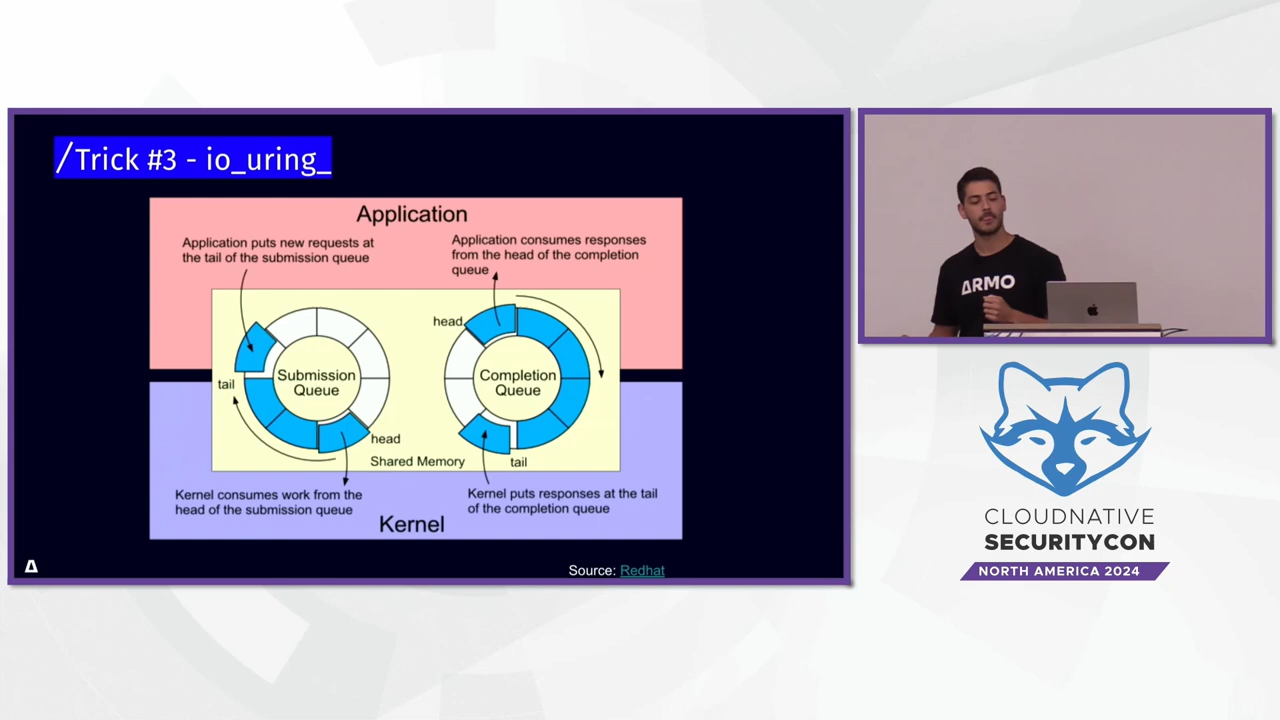 /Trick #3 - io_uring_
Application
Application puts new requests at
the tail of the submission queue
Application consumes responses
from the head of the completion
queue
head
Submission
Queue
Completion
Queue
tail
head
Shared Memory
tail
Kernel consumes work from the
head of the submission queue
Kernel puts responses at the tail
of the completion queue
Kernel
Source: Redhat
ARMO
CLOUDNATIVE
SECURITYCON
NORTH AMERICA 2024